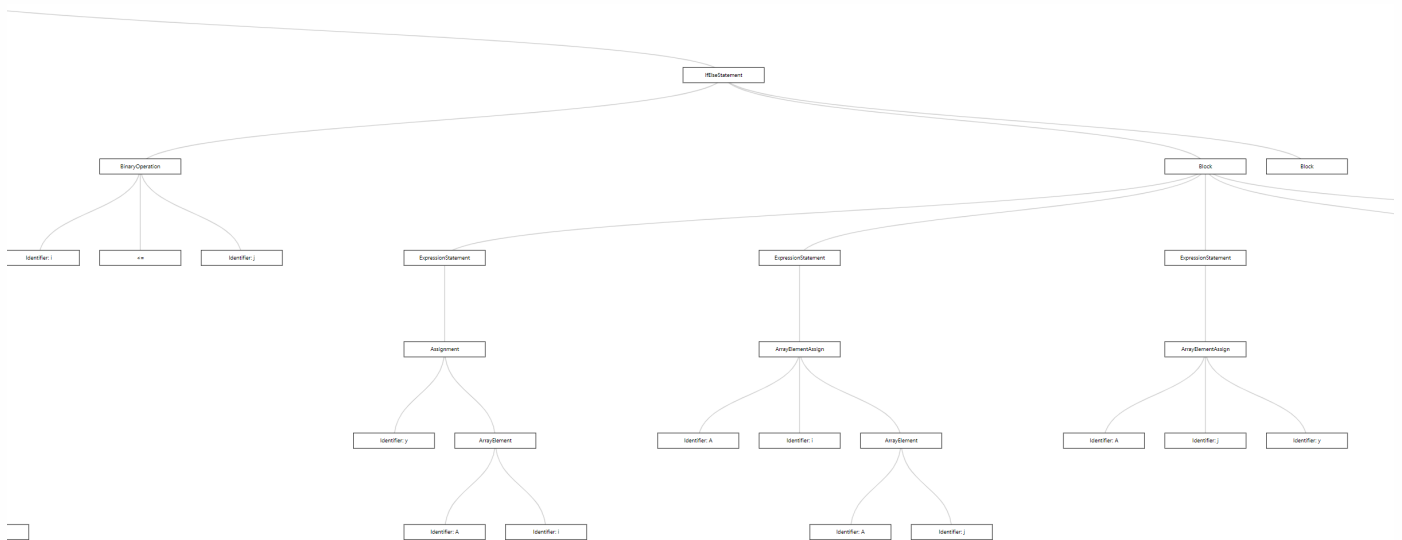 IfElseStatement
BinaryOperation
Block
Block
Identifier: i
<=
Identifier: j
ExpressionStatement
ExpressionStatement
ExpressionStatement
Assignment
ArrayElementAssign
ArrayElementAssign
Identifier: y
ArrayElement
Identifier: A
Identifier: i
ArrayElement
Identifier: A
Identifier: j
Identifier: y
Identifier: A
Identifier: i
Identifier: A
Identifier: j